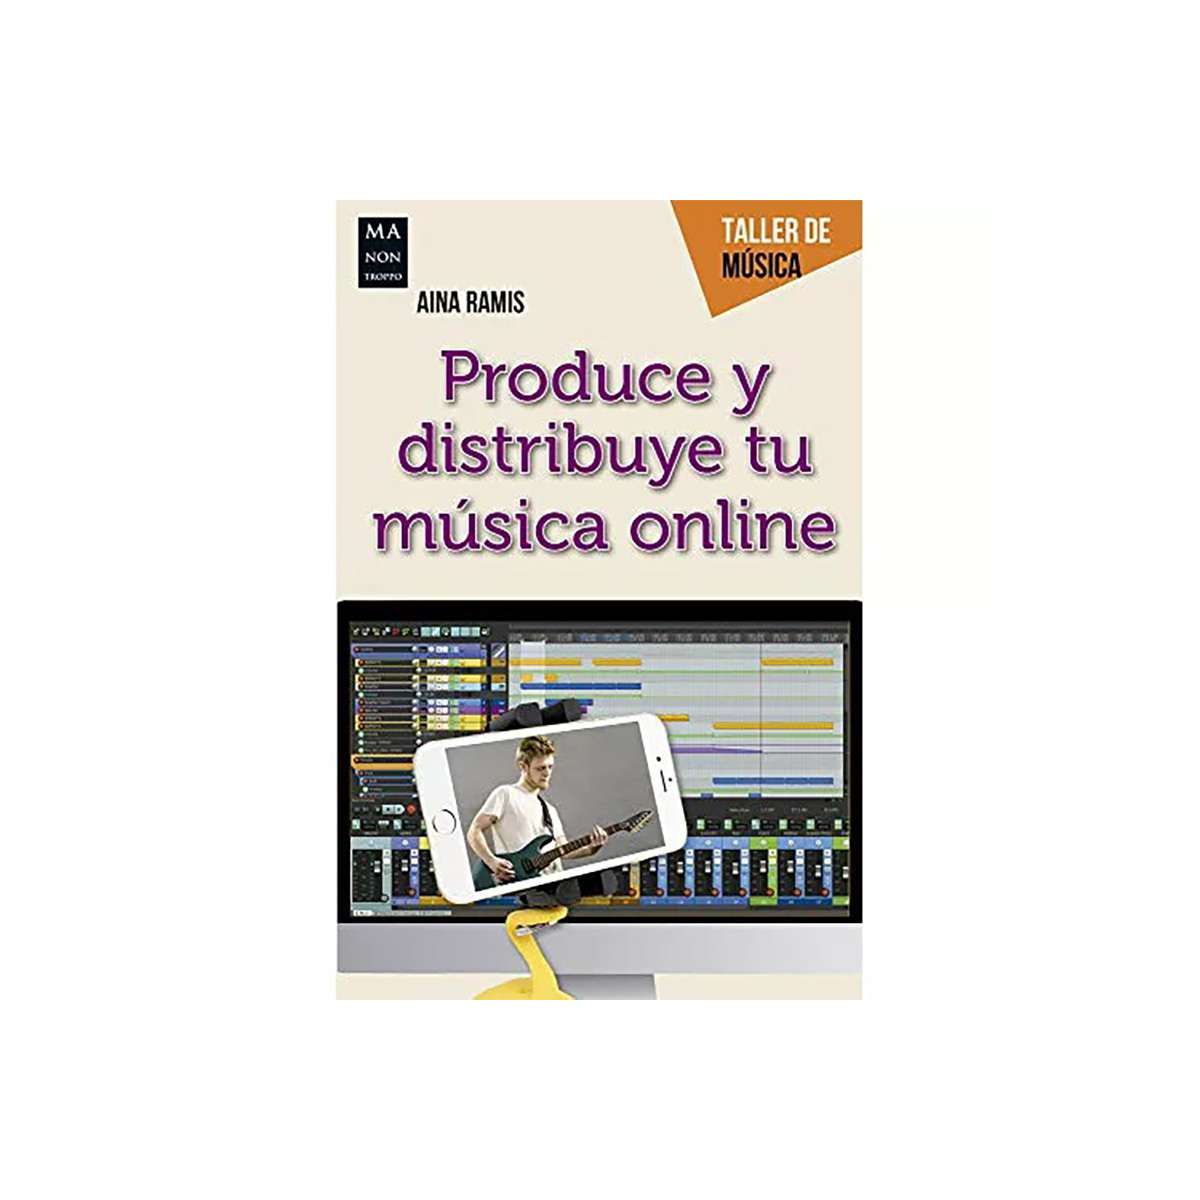 MA
NON
TROPPO
TALLER DE
MÚSICA
AINA RAMIS
Produce y
distribuye tu
música online